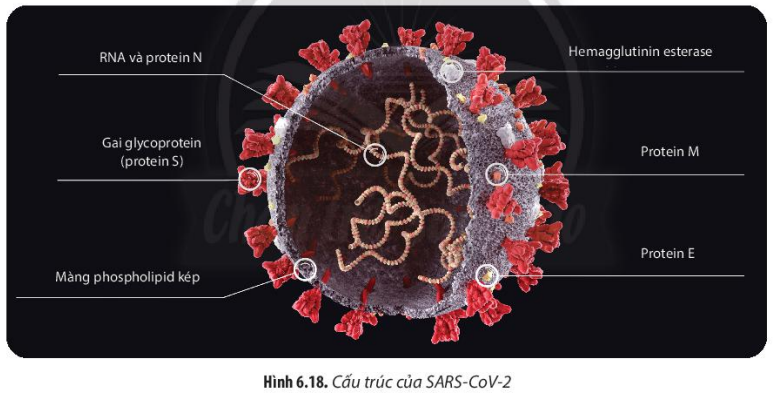 RNA và protein N
Hemagglutinin esterase
Gai glycoprotein
(protein S)
Protein M
Màng phospholipid kép
Protein E
Hình 6.18. Cấu trúc của SARS-CoV-2